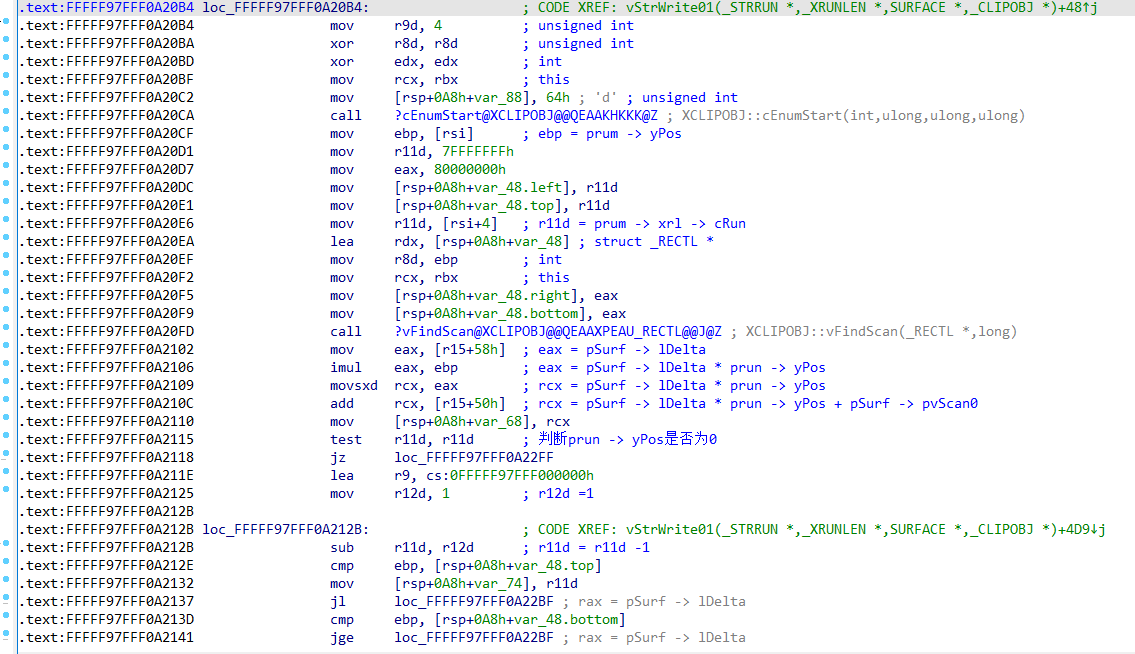 .text:FFFFF97FFF0A20B4 loc_FFFFF97FFF0A20B4: ; CODE XREF: vStrWrite01(_STRRUN *,_XRUNLEN *,SURFACE *,_CLIPOBJ *)+48↑j
.text:FFFFF97FFF0A20B4 mov r9d, 4 ; unsigned int
.text:FFFFF97FFF0A20BA xor r8d, r8d ; unsigned int
.text:FFFFF97FFF0A20BD xor edx, edx ; int
.text:FFFFF97FFF0A20BF mov rcx, rbx ; this
.text:FFFFF97FFF0A20C2 mov [rsp+0A8h+var_88], 64h ; 'd' ; unsigned int
.text:FFFFF97FFF0A20CA call ?cEnumStart@XCLIPOBJ@@QEAAKHKKK@Z ; XCLIPOBJ::cEnumStart(int,ulong,ulong,ulong)
.text:FFFFF97FFF0A20CF mov ebp, [rsi] ; ebp = prum -> yPos
.text:FFFFF97FFF0A20D1 mov r11d, 7FFFFFFFh
.text:FFFFF97FFF0A20D7 mov eax, 80000000h
.text:FFFFF97FFF0A20DC mov [rsp+0A8h+var_48.left], r11d
.text:FFFFF97FFF0A20E1 mov [rsp+0A8h+var_48.top], r11d
.text:FFFFF97FFF0A20E6 mov r11d, [rsi+4] ; r11d = prum -> xrl -> cRun
.text:FFFFF97FFF0A20EA lea rdx, [rsp+0A8h+var_48] ; struct _RECTL *
.text:FFFFF97FFF0A20EF mov r8d, ebp ; int
.text:FFFFF97FFF0A20F2 mov rcx, rbx ; this
.text:FFFFF97FFF0A20F5 mov [rsp+0A8h+var_48.right], eax
.text:FFFFF97FFF0A20F9 mov [rsp+0A8h+var_48.bottom], eax
.text:FFFFF97FFF0A20FD call ?vFindScan@XCLIPOBJ@@QEAAXPEAU_RECTL@@J@Z ; XCLIPOBJ::vFindScan(_RECTL *,long)
.text:FFFFF97FFF0A2102 mov eax, [r15+58h] ; eax = pSurf -> lDelta
.text:FFFFF97FFF0A2106 imul eax, ebp ; eax = pSurf -> lDelta * prun -> yPos
.text:FFFFF97FFF0A2109 movsxd rcx, eax ; rcx = pSurf -> lDelta * prun -> yPos
.text:FFFFF97FFF0A210C add rcx, [r15+50h] ; rcx = pSurf -> lDelta * prun -> yPos + pSurf -> pvScan0
.text:FFFFF97FFF0A2110 mov [rsp+0A8h+var_68], rcx
.text:FFFFF97FFF0A2115 test r11d, r11d ; 判断prun -> yPos是否为0
.text:FFFFF97FFF0A2118 jz loc_FFFFF97FFF0A22FF
.text:FFFFF97FFF0A211E lea r9, cs:0FFFFF97FFF000000h
.text:FFFFF97FFF0A2125 mov r12d, 1 ; r12d =1
.text:FFFFF97FFF0A212B
.text:FFFFF97FFF0A212B loc_FFFFF97FFF0A212B: ; CODE XREF: vStrWrite01(_STRRUN *,_XRUNLEN *,SURFACE *,_CLIPOBJ *)+4D9↓j
.text:FFFFF97FFF0A212B sub r11d, r12d ; r11d = r11d -1
.text:FFFFF97FFF0A212E cmp ebp, [rsp+0A8h+var_48.top]
.text:FFFFF97FFF0A2132 mov [rsp+0A8h+var_74], r11d
.text:FFFFF97FFF0A2137 jl loc_FFFFF97FFF0A22BF ; rax = pSurf -> lDelta
.text:FFFFF97FFF0A213D cmp ebp, [rsp+0A8h+var_48.bottom]
.text:FFFFF97FFF0A2141 jge loc_FFFFF97FFF0A22BF ; rax = pSurf -> lDelta